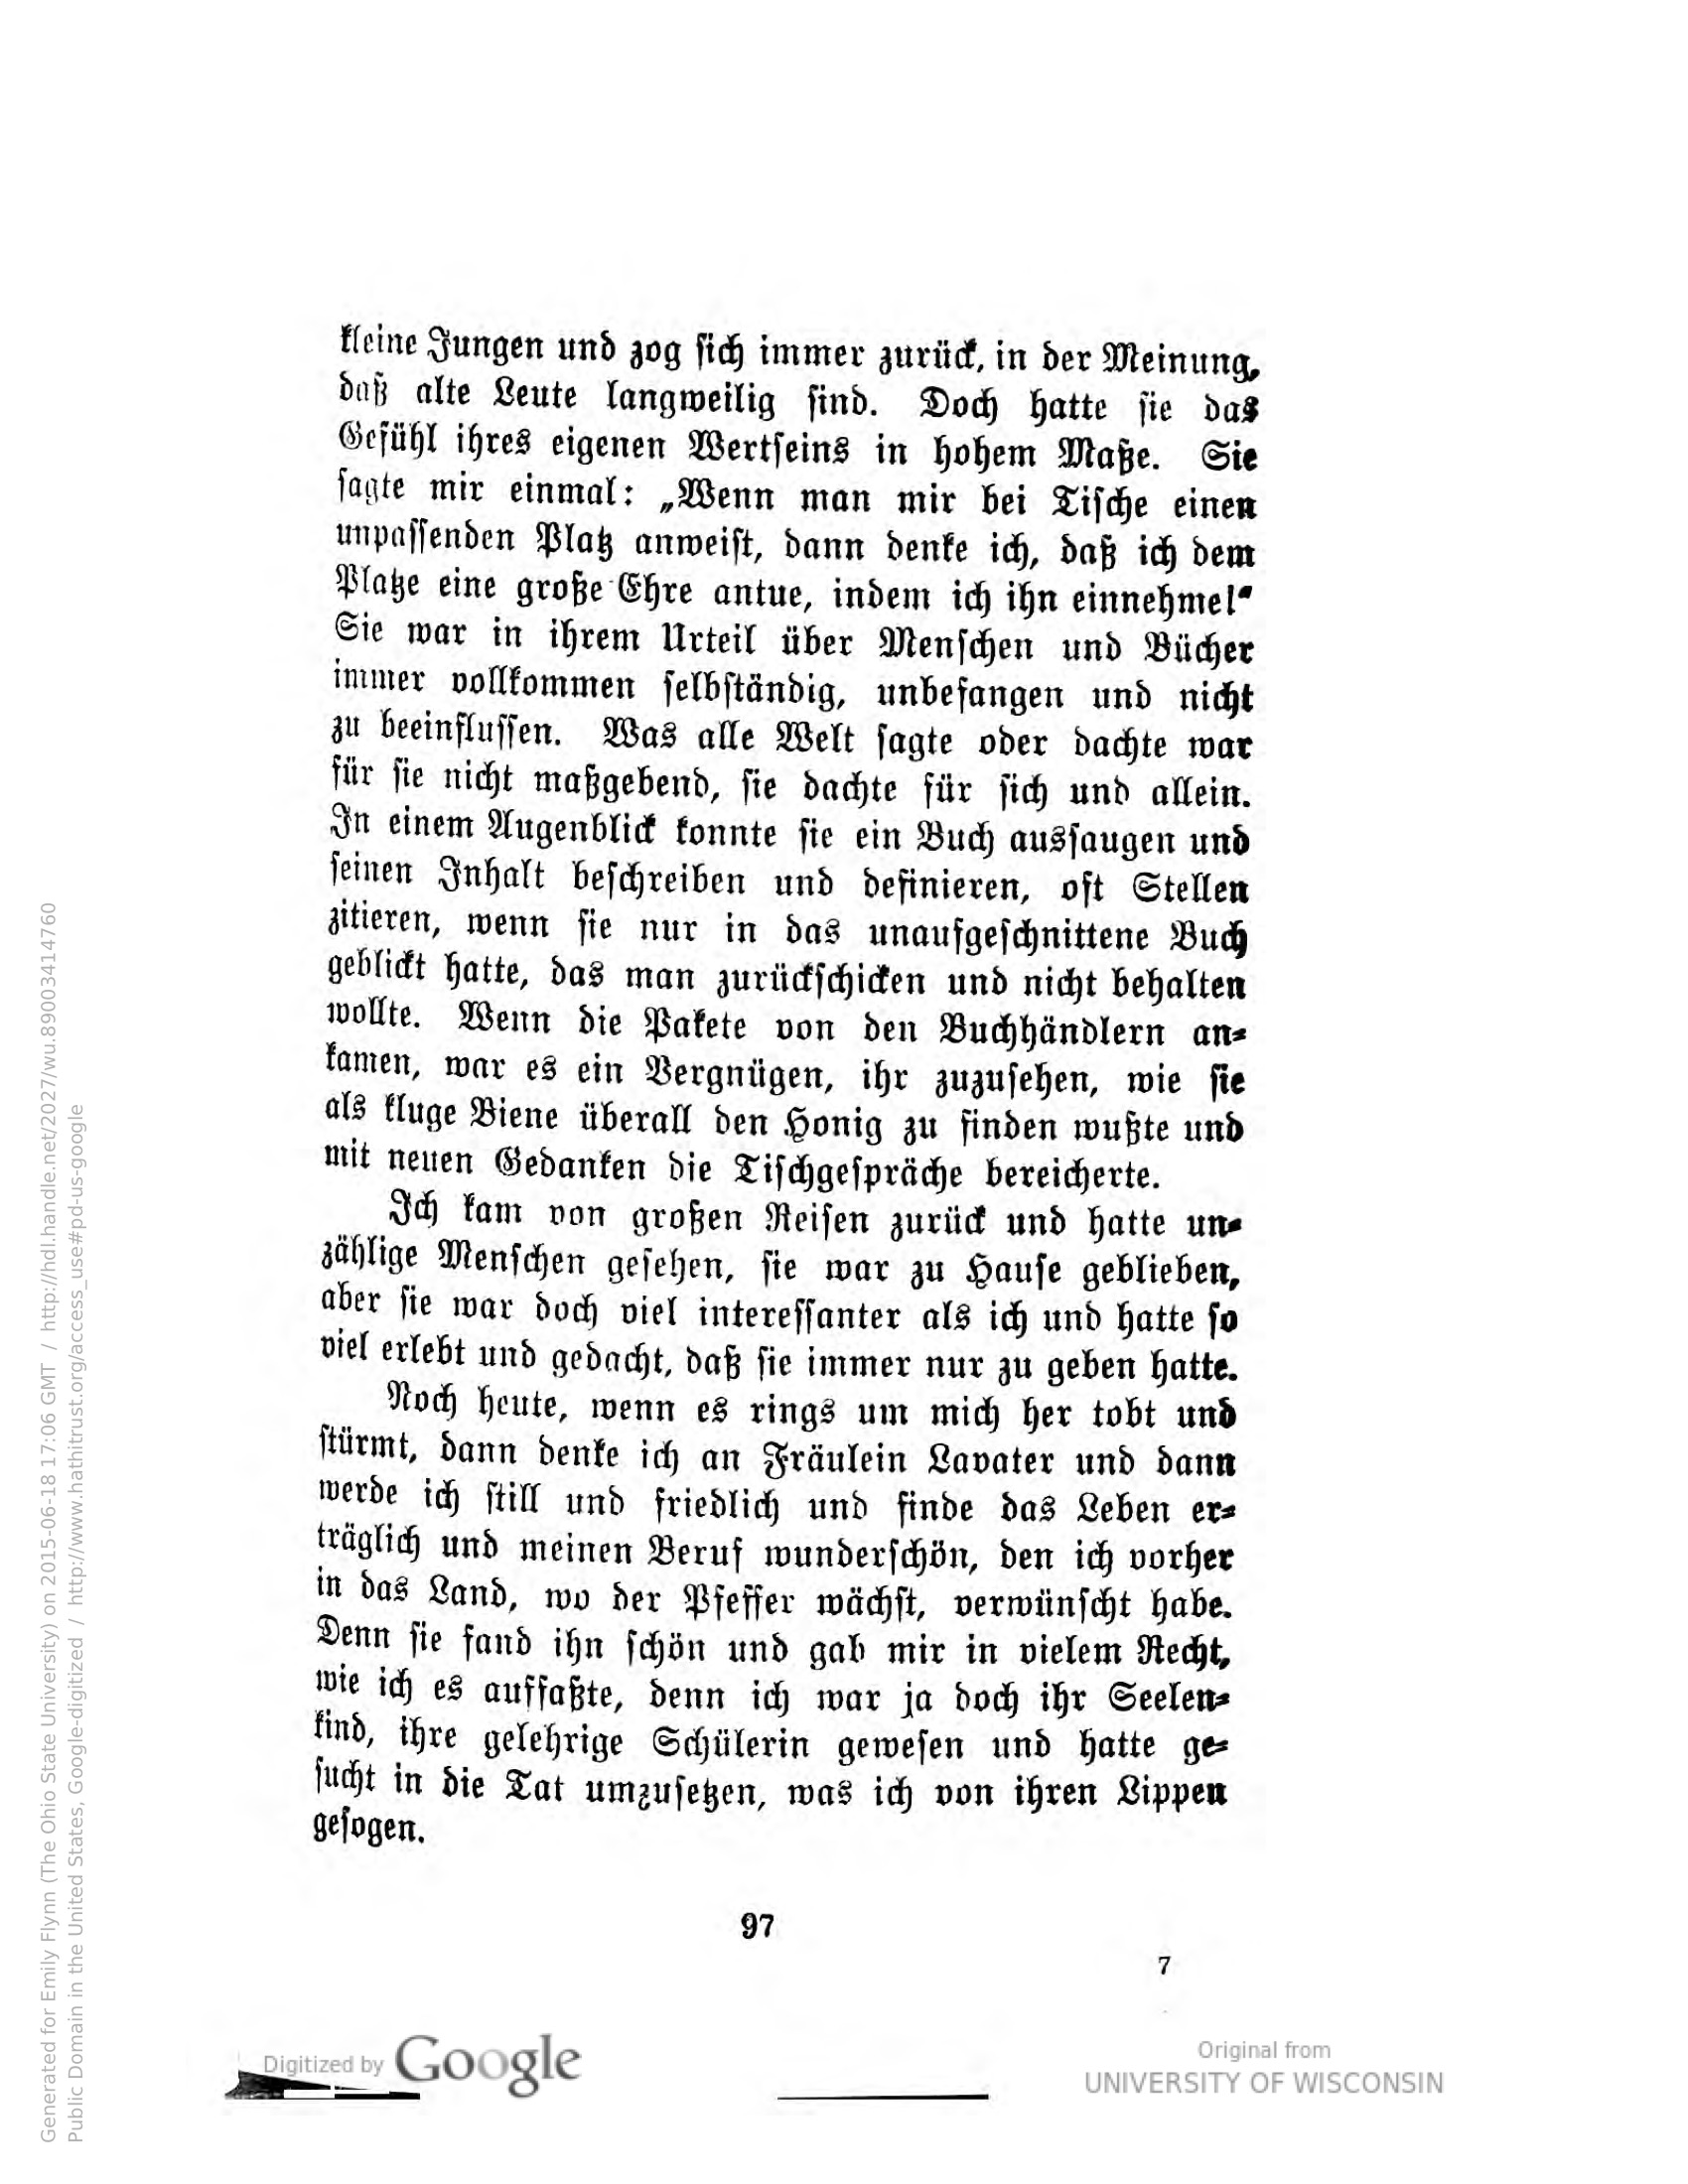 kleine Jungen und zog sich immer zurück, in der Meinung,
daß alte Leute langweilig sind. Doch hatte sie das
Gefühl ihres eigenen Wertseins in hohem Maße. Sie
sagte mir einmal: „Wenn man mir bei Tische einen
unpassenden Platz anweist, dann denke ich, daß ich dem
Platze eine große Ehre antue, indem ich ihn einnehme!“
Sie war in ihrem Urteil über Menschen und Bücher
immer vollkommen selbständig, unbefangen und nicht
zu beeinflussen. Was alle Welt sagte oder dachte war
für sie nicht maßgebend, sie dachte für sich und allein.
In einem Augenblick konnte sie ein Buch aussaugen und
seinen Inhalt beschreiben und definieren, oft Stellen
zitieren, wenn sie nur in das unaufgeschnittene Buch
geblickt hatte, das man zurückschicken und nicht behalten
wollte. Wenn die Pakete von den Buchhändlern an-
kamen, war es ein Vergnügen, ihr zuzusehen, wie sie
als kluge Biene überall den Honig zu finden wußte und
mit neuen Gedanken die Tischgespräche bereicherte.
Ich kam von großen Reisen zurück und hatte un-
zählige Menschen gesehen, sie war zu Hause geblieben,
aber sie war doch viel interessanter als ich und hatte so
viel erlebt und gedacht, daß sie immer nur zu geben hatte.
Noch heute, wenn es rings um mich her tobt und
stürmt, dann denke ich an Fräulein Lavater und dann
werde ich still und friedlich und finde das Leben er-
träglich und meinen Beruf wunderschön, den ich vorher
in das Land, wo der Pfeffer wächst, verwünscht habe.
Denn sie fand ihn schön und gab mir in vielem Recht,
wie ich es auffaßte, denn ich war ja doch ihr Seelen-
kind, ihre gelehrige Schülerin gewesen und hatte ge-
sucht in die Tat umzusetzen, was ich von ihren Lippen
gesogen.
97
7
Digitized by Google
Original from
UNIVERSITY OF WISCONSIN
Generated for Emily Flynn (The Ohio State University) on 2015-06-18 17:06 GMT / http://hdl.handle.net/2027/wu.89003414760
Public Domain in the United States, Google-digitized / http://www.hathitrust.org/access_use#pd-us-google